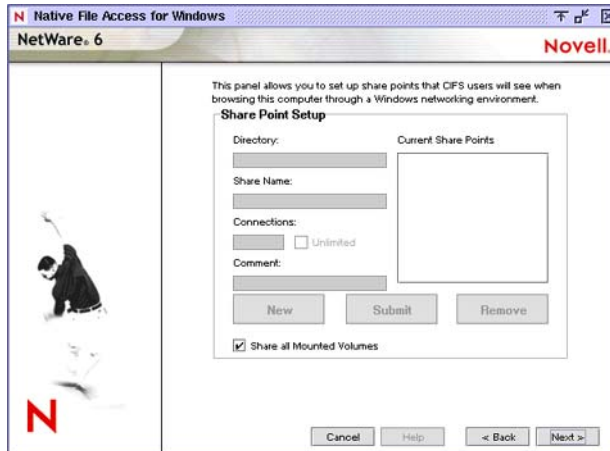 N Native File Access for Windows
NetWare® 6
Novell.
This panel allows you to set up share points that CIFS users will see when
browsing this computer through a Windows networking environment.
Share Point Setup
Directory:
Current Share Points
Share Name:
Connections:
Unlimited
Comment:
New Submit Remove
Share all Mounted Volumes
N
Cancel Help < Back Next >